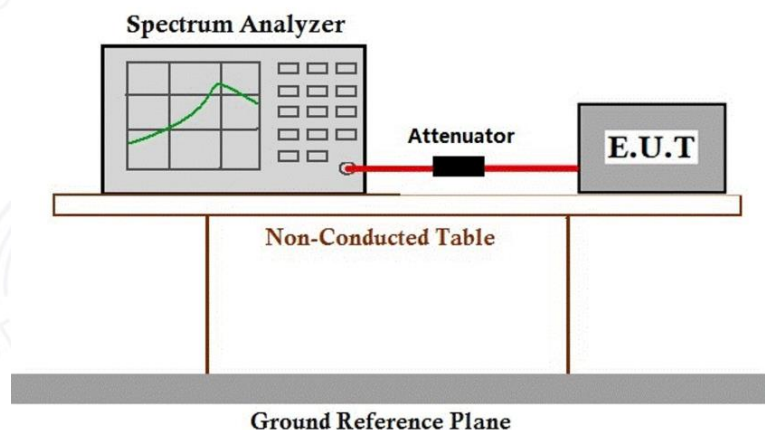 Spectrum Analyzer
Attenuator
E.U.T
Non-Conducted Table
Ground Reference Plane